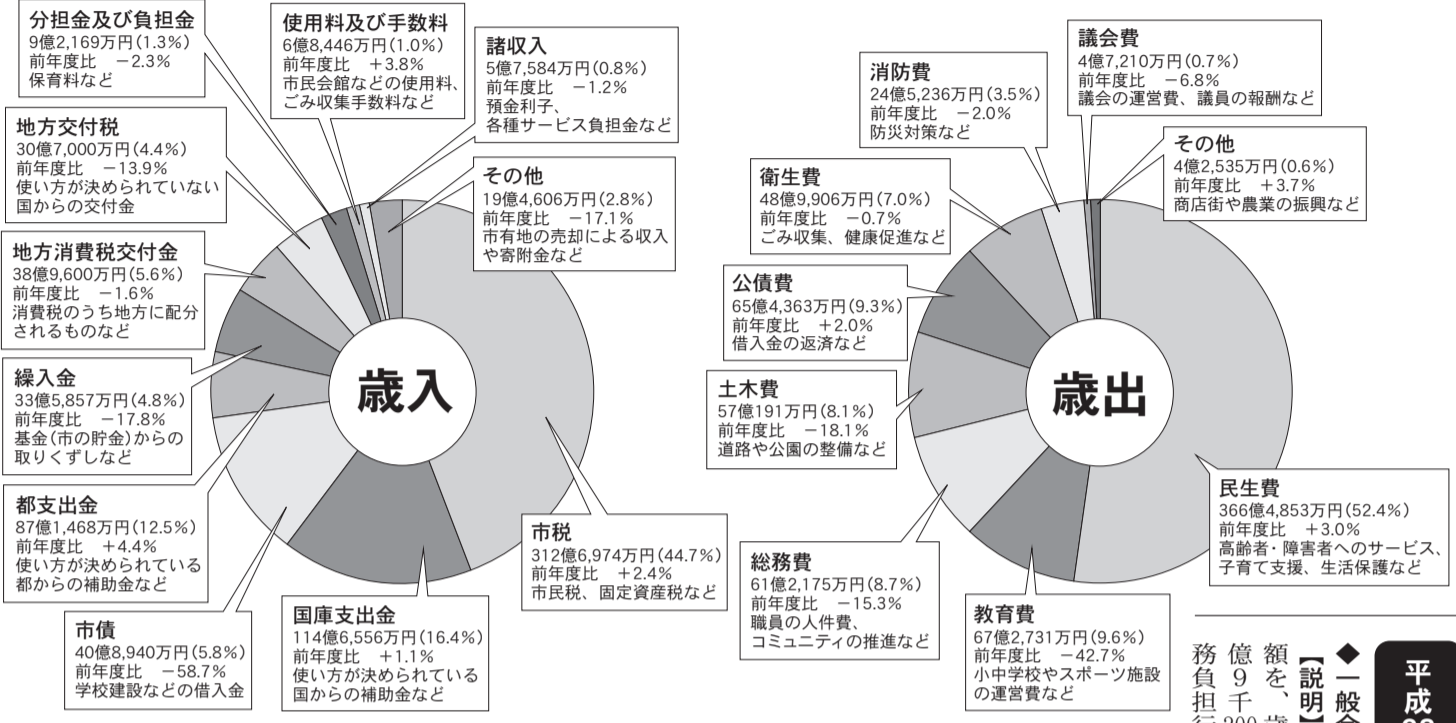 分担金及び負担金
9億2,169万円(1.3%)
前年度比　−2.3%
保育料など
使用料及び手数料
6億8,446万円(1.0%)
前年度比　+3.8%
市民会館などの使用料、
ごみ収集手数料など
諸収入
5億7,584万円(0.8%)
前年度比　−1.2%
預金利子、
各種サービス負担金など
その他
19億4,606万円(2.8%)
前年度比　−17.1%
市有地の売却による収入
や寄附金など
地方交付税
30億7,000万円(4.4%)
前年度比　−13.9%
使い方が決められていない
国からの交付金
地方消費税交付金
38億9,600万円(5.6%)
前年度比　−1.6%
消費税のうち地方に配分
されるものなど
繰入金
33億5,857万円(4.8%)
前年度比　−17.8%
基金(市の貯金)からの
取りくずしなど
都支出金
87億1,468万円(12.5%)
前年度比　+4.4%
使い方が決められている
都からの補助金など
市債
40億8,940万円(5.8%)
前年度比　−58.7%
学校建設などの借入金
国庫支出金
114億6,556万円(16.4%)
前年度比　+1.1%
使い方が決められている
国からの補助金など
市税
312億6,974万円(44.7%)
前年度比　+2.4%
市民税、固定資産税など
歳入
議会費
4億7,210万円(0.7%)
前年度比　−6.8%
議会の運営費、議員の報酬など
消防費
24億5,236万円(3.5%)
前年度比　−2.0%
防災対策など
その他
4億2,535万円(0.6%)
前年度比　+3.7%
商店街や農業の振興など
衛生費
48億9,906万円(7.0%)
前年度比　−0.7%
ごみ収集、健康促進など
公債費
65億4,363万円(9.3%)
前年度比　+2.0%
借入金の返済など
土木費
57億191万円(8.1%)
前年度比　−18.1%
道路や公園の整備など
総務費
61億2,175万円(8.7%)
前年度比　−15.3%
職員の人件費、
コミュニティの推進など
教育費
67億2,731万円(9.6%)
前年度比　−42.7%
小中学校やスポーツ施設
の運営費など
民生費
366億4,853万円(52.4%)
前年度比　+3.0%
高齢者・障害者へのサービス、
子育て支援、生活保護など
歳出
平成
◆一般会
【説明】
額を、歳
億9千200
務負担行